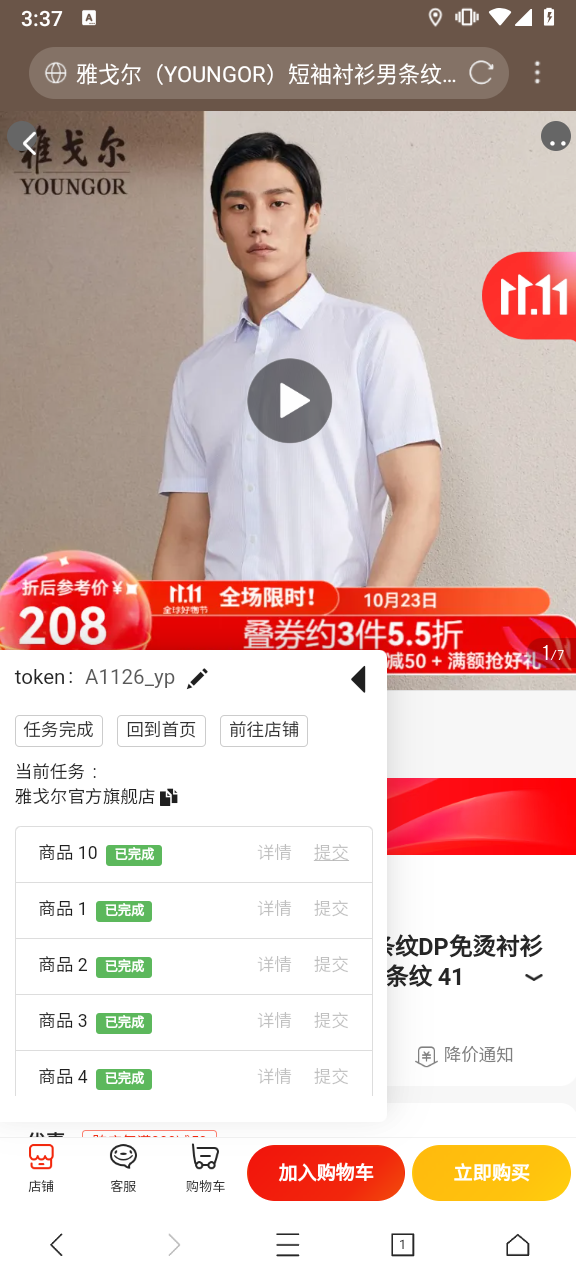 3:37
雅戈尔（YOUNGOR）短袖衬衫男条纹...
雅戈尔
YOUNGOR
11.11
折后参考价¥
208
11.11
全球好物节
全场限时！
10月23日
叠券约3件5.5折
减50 + 满额抢好礼
1/7
token： A1126_yp
任务完成
回到首页
前往店铺
当前任务 ：
雅戈尔官方旗舰店
商品 10 已完成 详情 提交
商品 1 已完成 详情 提交
商品 2 已完成 详情 提交
商品 3 已完成 详情 提交
商品 4 已完成 详情 提交
条纹DP免烫衬衫
条纹 41
降价通知
优惠
店铺
客服
购物车
加入购物车
立即购买
1